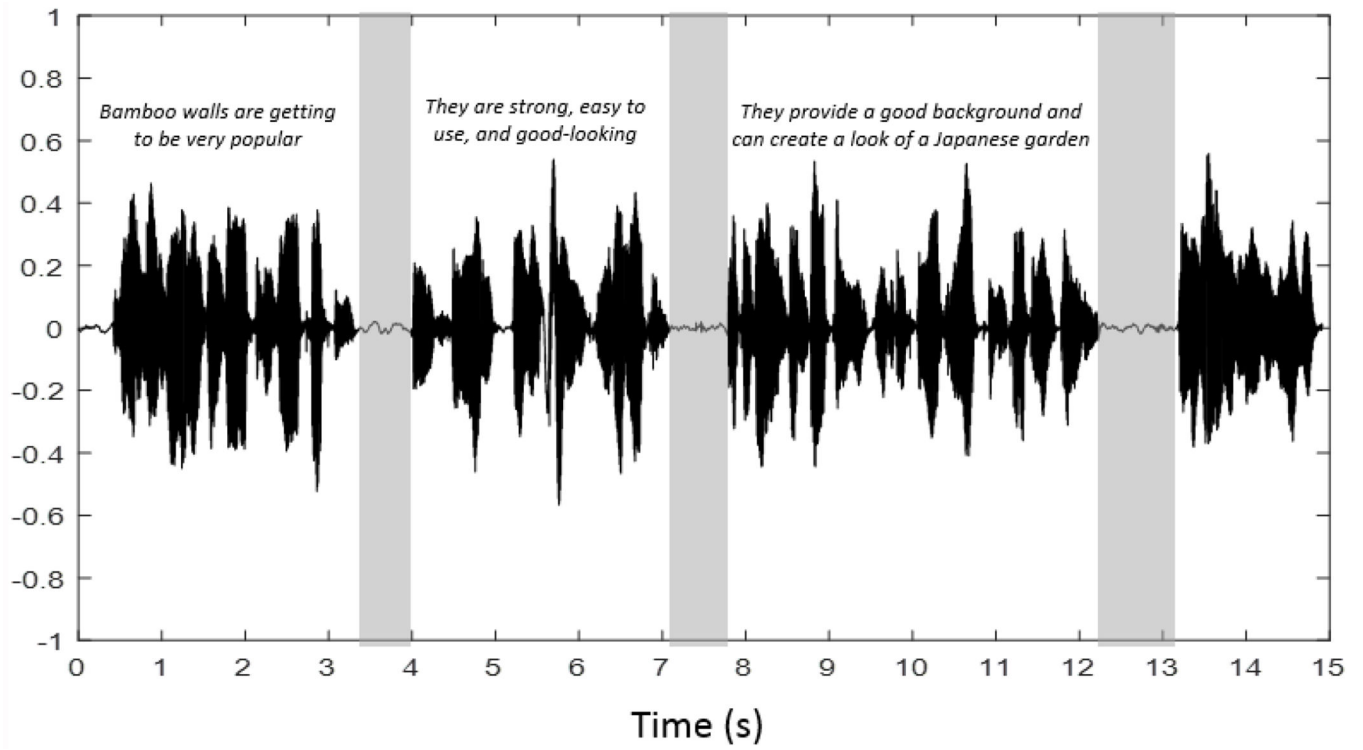 1
0.8
0.6
0.4
0.2
0
-0.2
-0.4
-0.6
-0.8
-1
Bamboo walls are getting
to be very popular
They are strong, easy to
use, and good-looking
They provide a good background and
can create a look of a Japanese garden
0 1 2 3 4 5 6 7 8 9 10 11 12 13 14 15
Time (s)